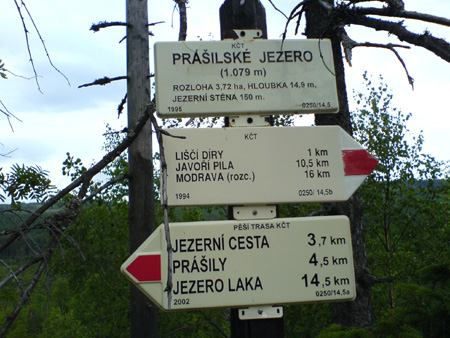 KČT
PRÁŠILSKÉ JEZERO
(1.079 m)
ROZLOHA 3,72 ha, HLOUBKA 14,9 m,
JEZERNÍ STĚNA 150 m.
1995 0250/14,5
KČT
LIŠČÍ DÍRY 1 km
JAVOŘÍ PILA 10,5 km
MODRAVA (rozc.) 16 km
1994 0250/14,5b
PĚŠÍ TRASA KČT
JEZERNÍ CESTA 3,7 km
PRÁŠILY 4,5 km
JEZERO LAKA 14,5 km
2002 0250/14,5a